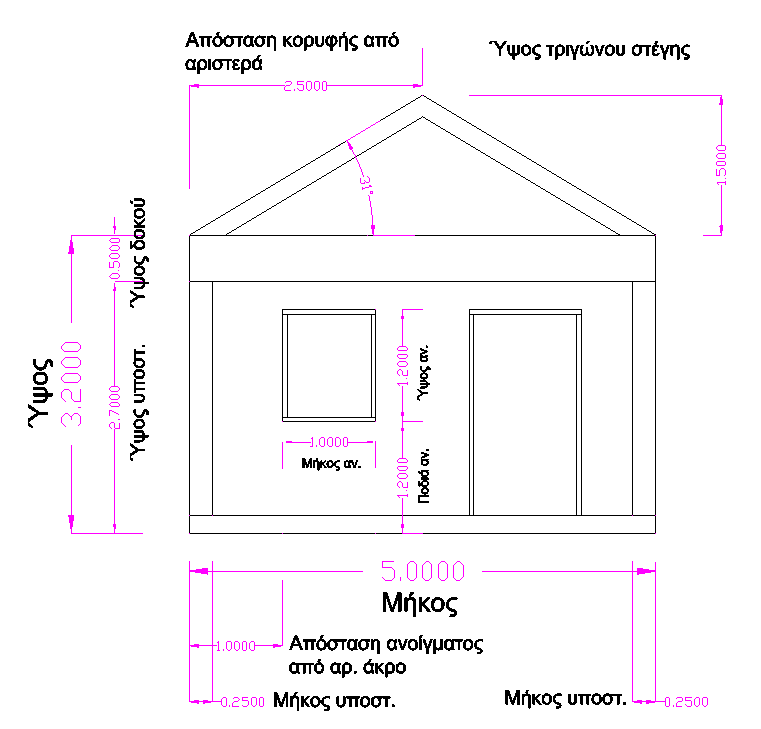 Απόσταση κορυφής από
αριστερά
Ύψος τριγώνου στέγης
2.5000
1.5000
31°
0.5000
Ύψος δοκού
Ύψος
3.2000
2.7000
Ύψος υποστ.
1.2000
Ύψος αν.
1.0000
Μήκος αν.
1.2000
Ποδιά αν.
5.0000
Μήκος
1.0000
Απόσταση ανοίγματος
από αρ. άκρο
0.2500
Μήκος υποστ.
Μήκος υποστ.
0.2500